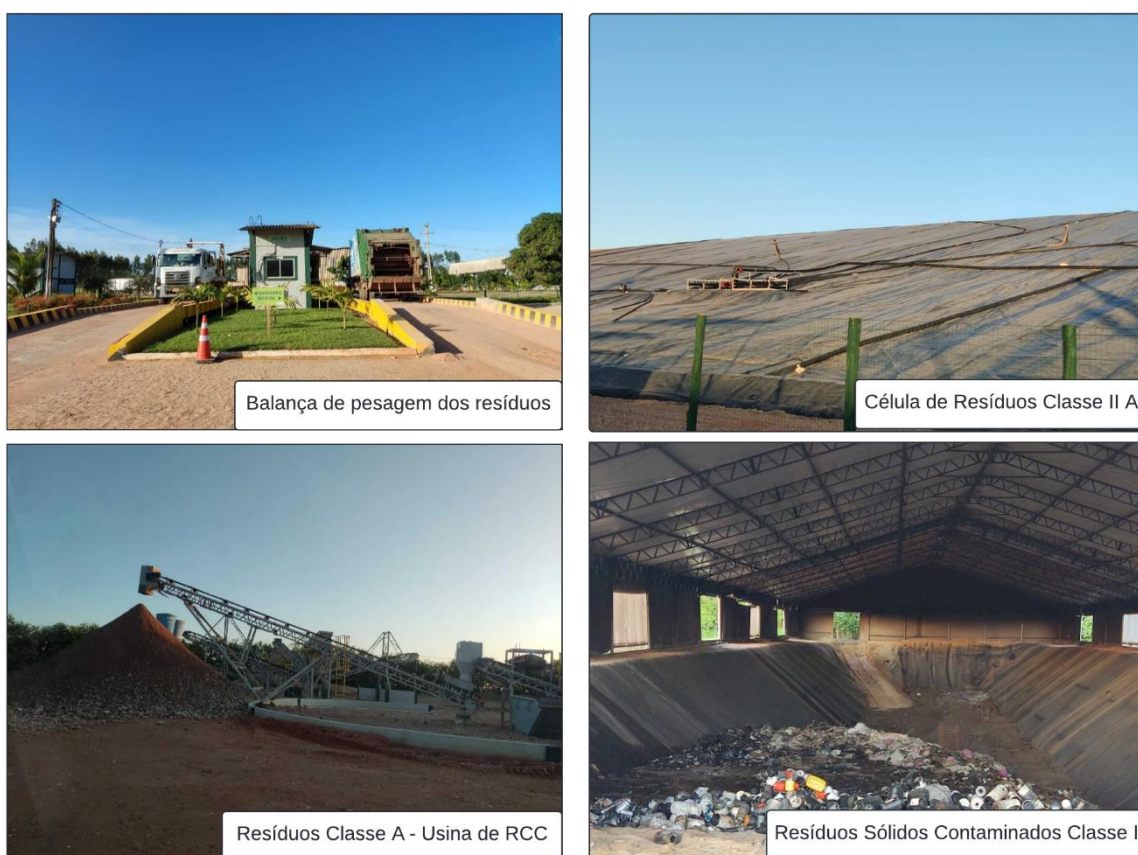 Balança de pesagem dos resíduos
Célula de Resíduos Classe II A
Resíduos Classe A - Usina de RCC
Resíduos Sólidos Contaminados Classe I